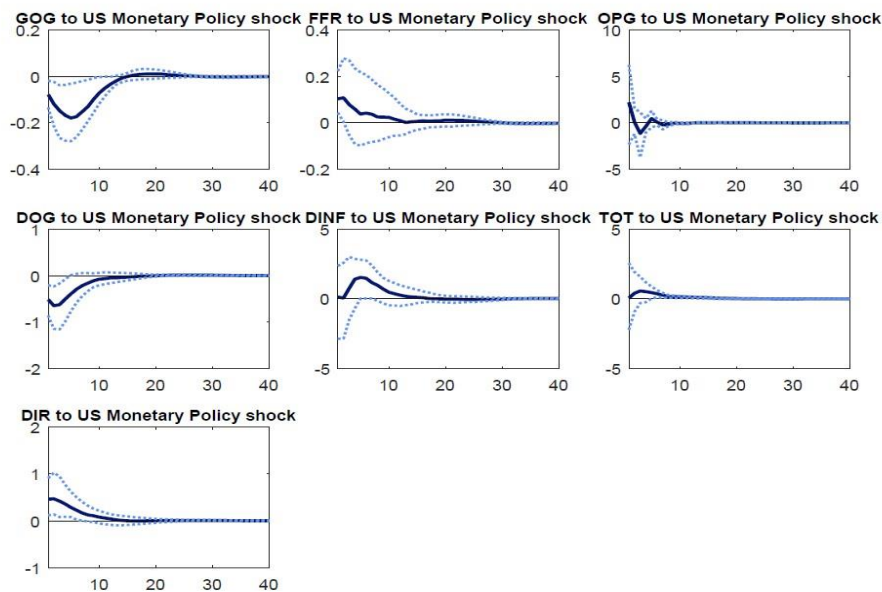 GOG to US Monetary Policy shock
0.2
0
-0.2
-0.4
10 20 30 40
FFR to US Monetary Policy shock
0.4
0.2
0
-0.2
10 20 30 40
OPG to US Monetary Policy shock
10
5
0
-5
10 20 30 40
DOG to US Monetary Policy shock
1
0
-1
-2
10 20 30 40
DINF to US Monetary Policy shock
5
0
-5
10 20 30 40
TOT to US Monetary Policy shock
5
0
-5
10 20 30 40
DIR to US Monetary Policy shock
2
1
0
-1
10 20 30 40